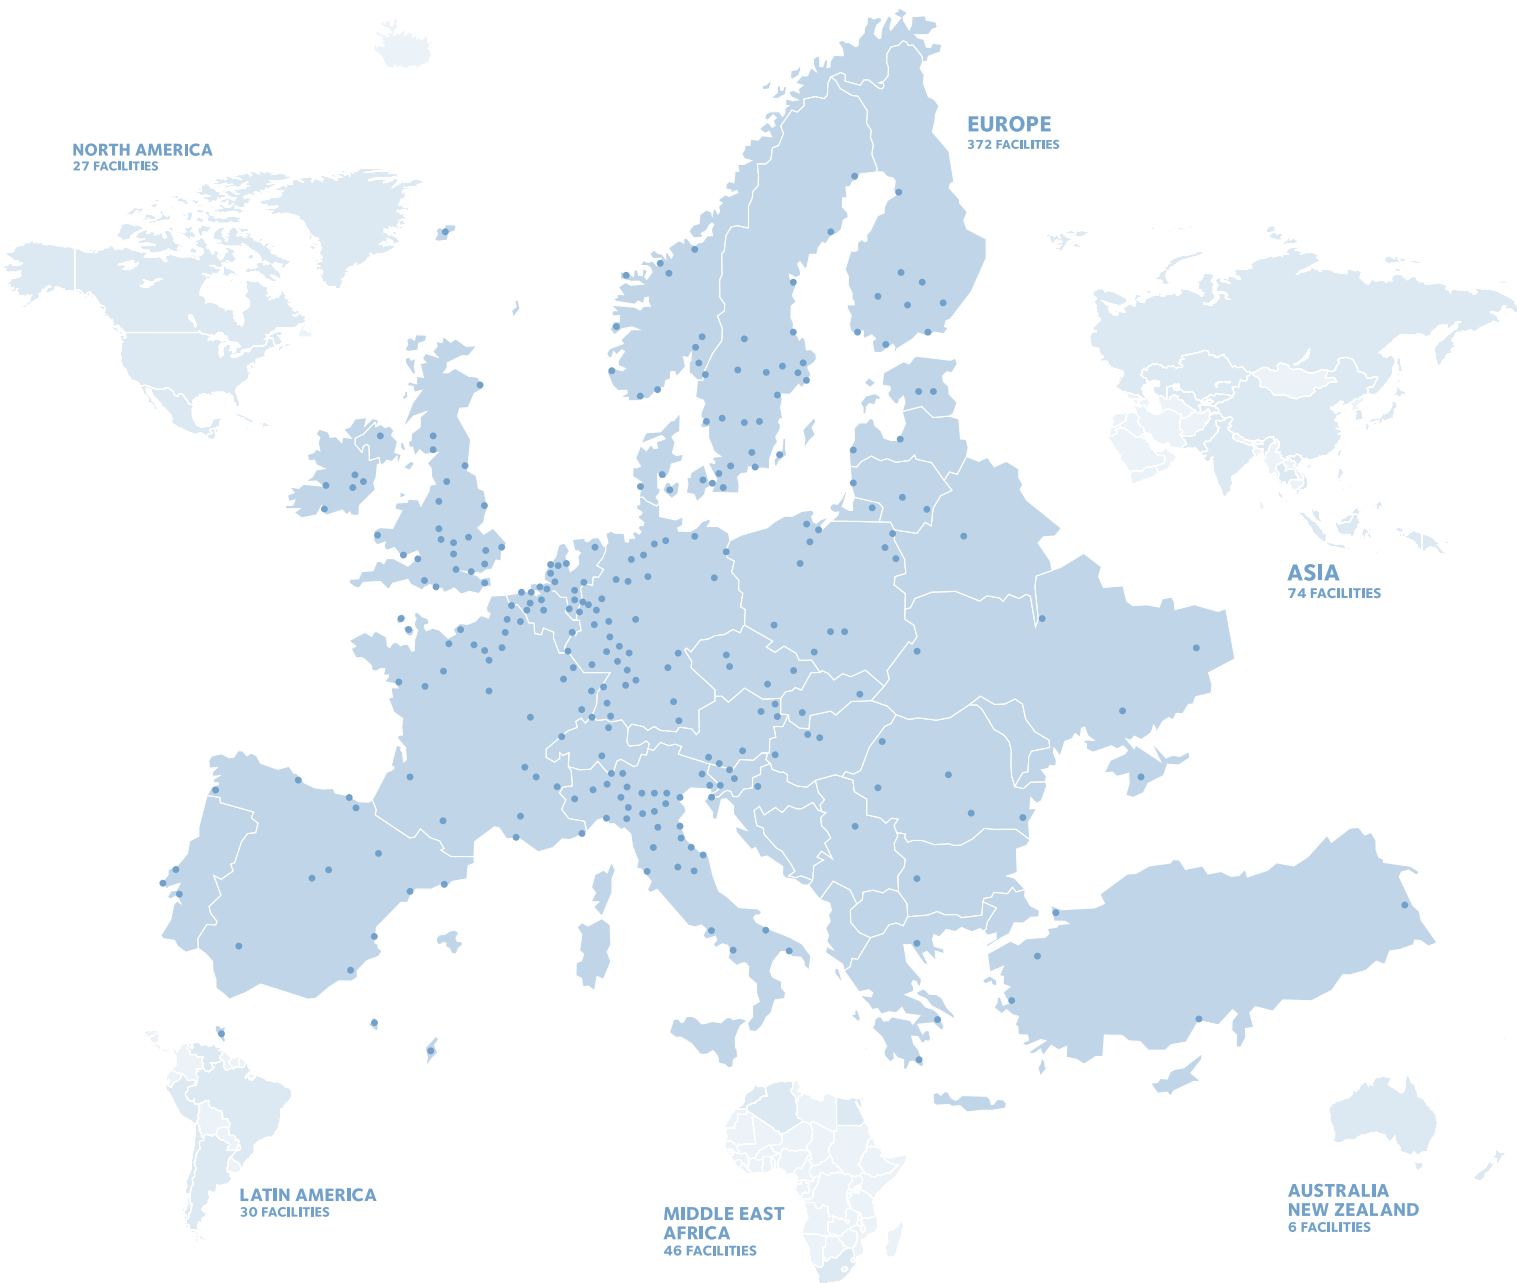 EUROPE
372 FACILITIES
NORTH AMERICA
27 FACILITIES
ASIA
74 FACILITIES
LATIN AMERICA
30 FACILITIES
MIDDLE EAST
AFRICA
46 FACILITIES
AUSTRALIA
NEW ZEALAND
6 FACILITIES